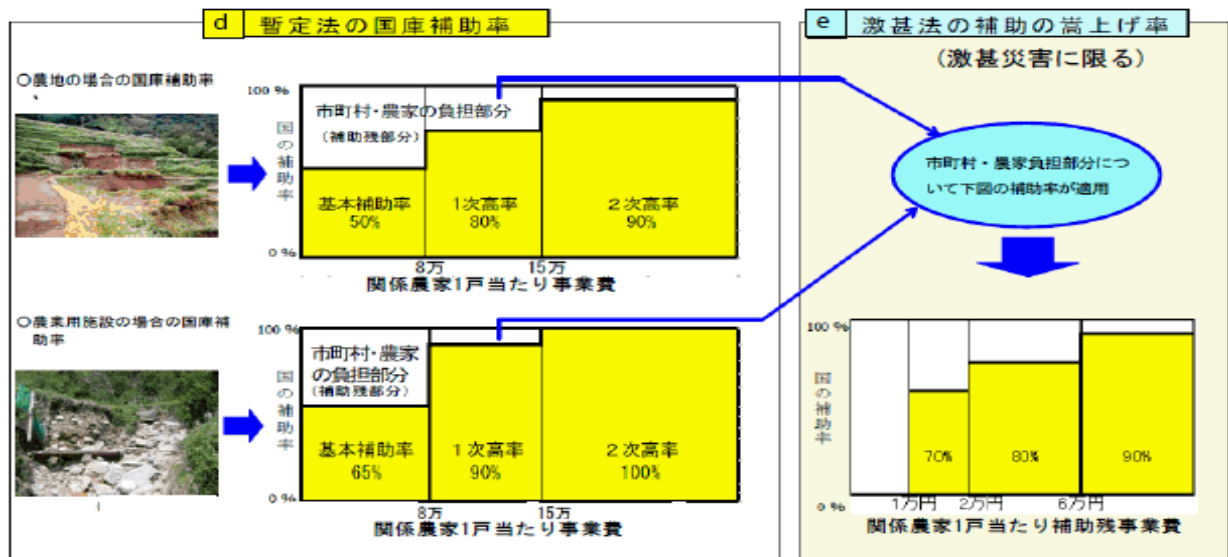 d 暫定法の国庫補助率
○農地の場合の国庫補助率
100 %
国の補助率
0 %
市町村・農家の負担部分
(補助残部分)
基本補助率
50%
1次高率
80%
2次高率
90%
8万
15万
関係農家1戸当たり事業費
○農業用施設の場合の国庫補
助率
100 %
国の補助率
0 %
市町村・農家
の負担部分
(補助残部分)
基本補助率
65%
1次高率
90%
2次高率
100%
8万
15万
関係農家1戸当たり事業費
e 激甚法の補助の嵩上げ率
(激甚災害に限る)
市町村・農家負担部分につ
いて下図の補助率が適用
100 %
国の補助率
0 %
70%
80%
90%
1万円
2万円
6万円
関係農家1戸当たり補助残事業費